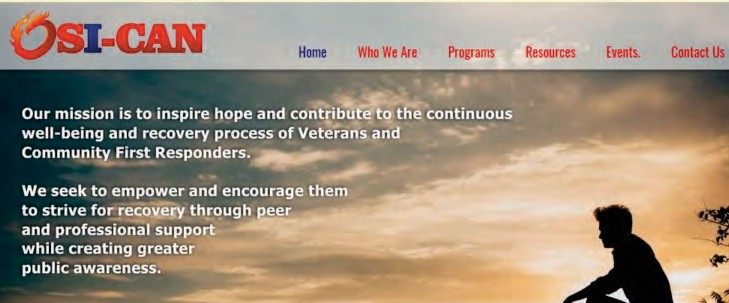 OSI-CAN
Home Who We Are Programs Resources Events. Contact Us
Our mission is to inspire hope and contribute to the continuous
well-being and recovery process of Veterans and
Community First Responders.
We seek to empower and encourage them
to strive for recovery through peer
and professional support
while creating greater
public awareness.